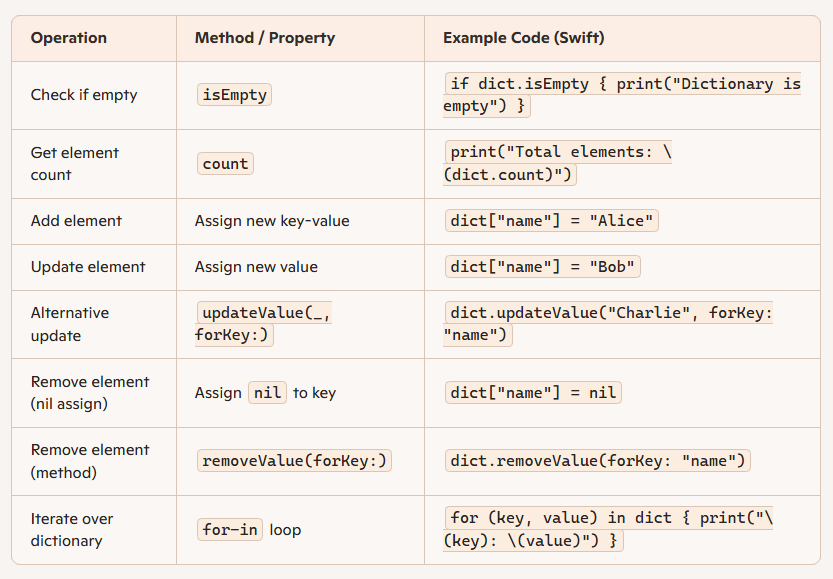 Operation Method / Property Example Code (Swift)
Check if empty isEmpty if dict.isEmpty { print("Dictionary is
empty") }
Get element
count count print("Total elements: \
(dict.count)")
Add element Assign new key-value dict["name"] = "Alice"
Update element Assign new value dict["name"] = "Bob"
Alternative
update updateValue(_,
forKey:) dict.updateValue("Charlie", forKey:
"name")
Remove element
(nil assign) Assign nil to key dict["name"] = nil
Remove element
(method) removeValue(forKey:) dict.removeValue(forKey: "name")
Iterate over
dictionary for-in loop for (key, value) in dict { print("\
(key): \(value)") }